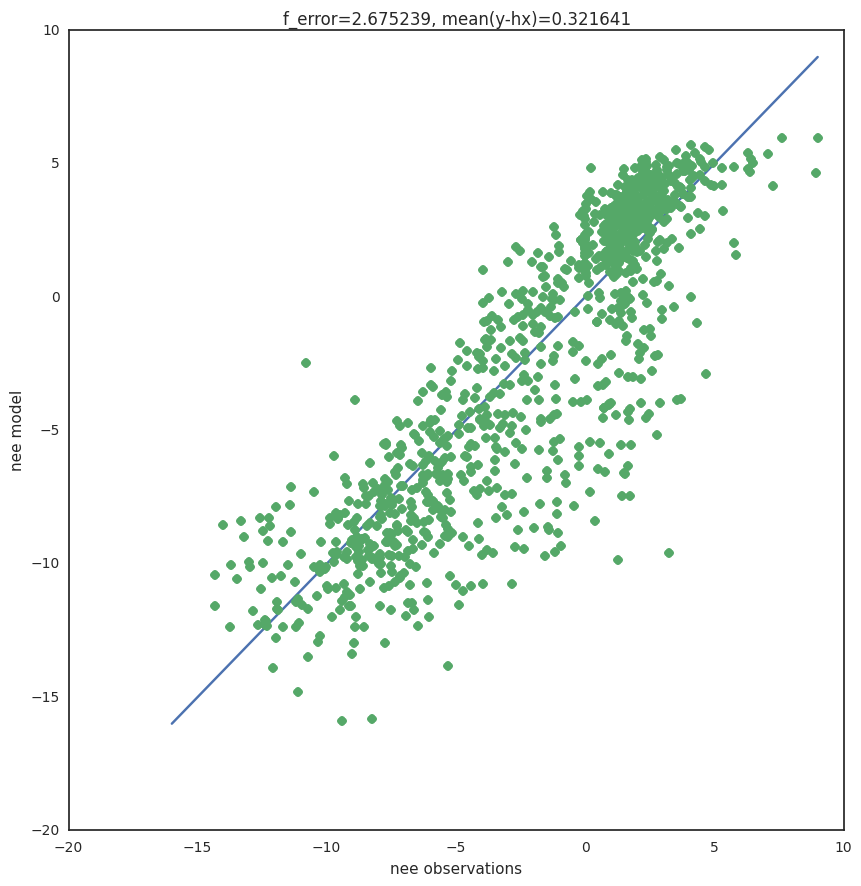 f_error=2.675239, mean(y-hx)=0.321641
10
5
0
−5
−10
−15
−20
nee model
−20 −15 −10 −5 0 5 10
nee observations